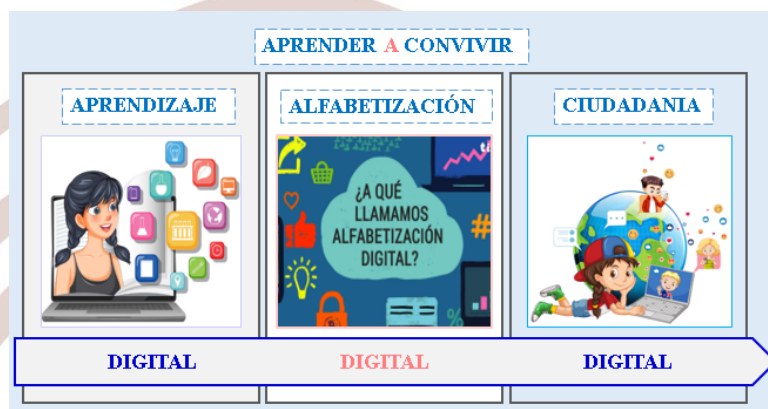 APRENDER A CONVIVIR
APRENDIZAJE
ALFABETIZACIÓN
CIUDADANIA
¿A QUÉ
LLAMAMOS
ALFABETIZACIÓN
DIGITAL?
#
%
DIGITAL
DIGITAL
DIGITAL